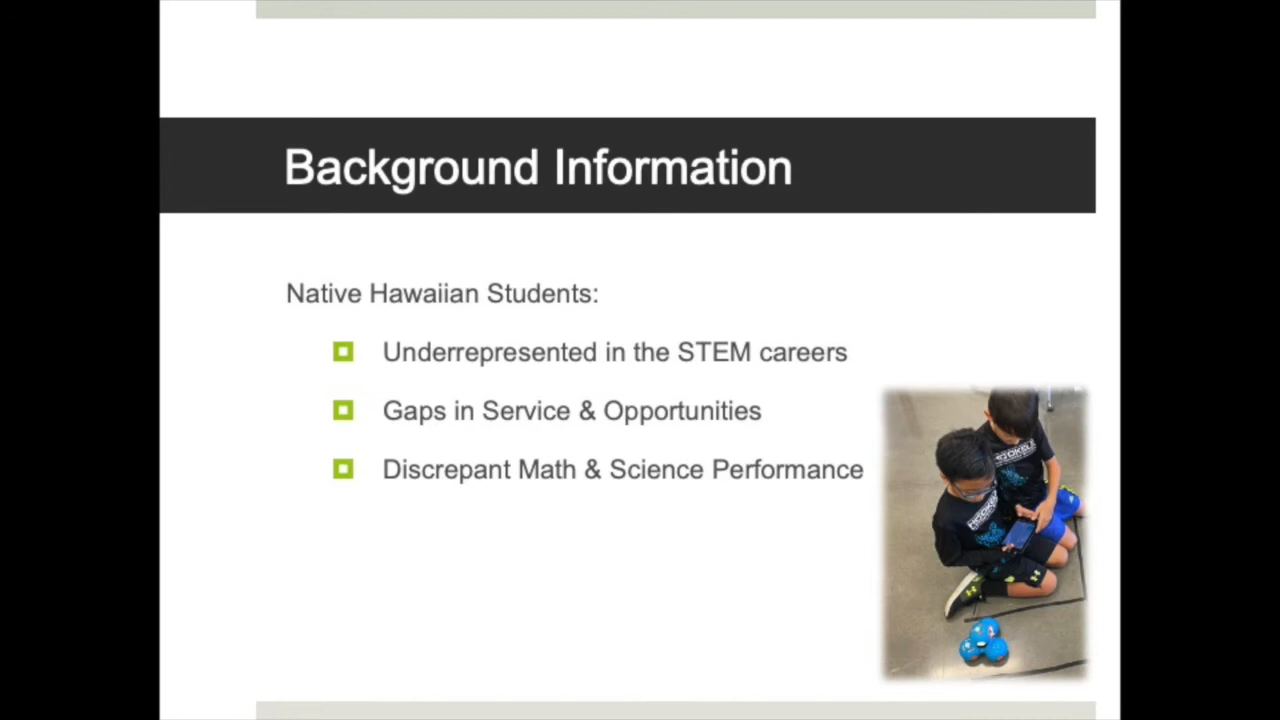 Background Information
Native Hawaiian Students:
Underrepresented in the STEM careers
Gaps in Service & Opportunities
Discrepant Math & Science Performance